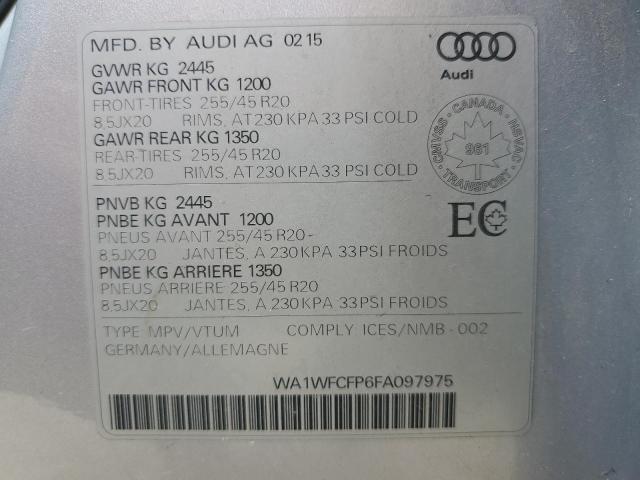 MFD. BY AUDI AG 02 15
Audi
GVWR KG 2445
GAWR FRONT KG 1200
FRONT-TIRES 255/45 R20
8,5JX20 RIMS, AT 230 KPA 33 PSI COLD
GAWR REAR KG 1350
REAR-TIRES 255/45 R20
8,5JX20 RIMS, AT 230 KPA 33 PSI COLD
CMVSS - CANADA - NSVAC
961
TRANSPORT
PNVB KG 2445
PNBE KG AVANT 1200
PNEUS AVANT 255/45 R20-
8,5JX20 JANTES, A 230 KPA 33 PSI FROIDS
PNBE KG ARRIERE 1350
PNEUS ARRIERE 255/45 R20
8,5JX20 JANTES, A 230 KPA 33 PSI FROIDS
EC
TYPE MPV/VTUM COMPLY ICES/NMB-002
GERMANY/ALLEMAGNE
WA1WFCFP6FA097975